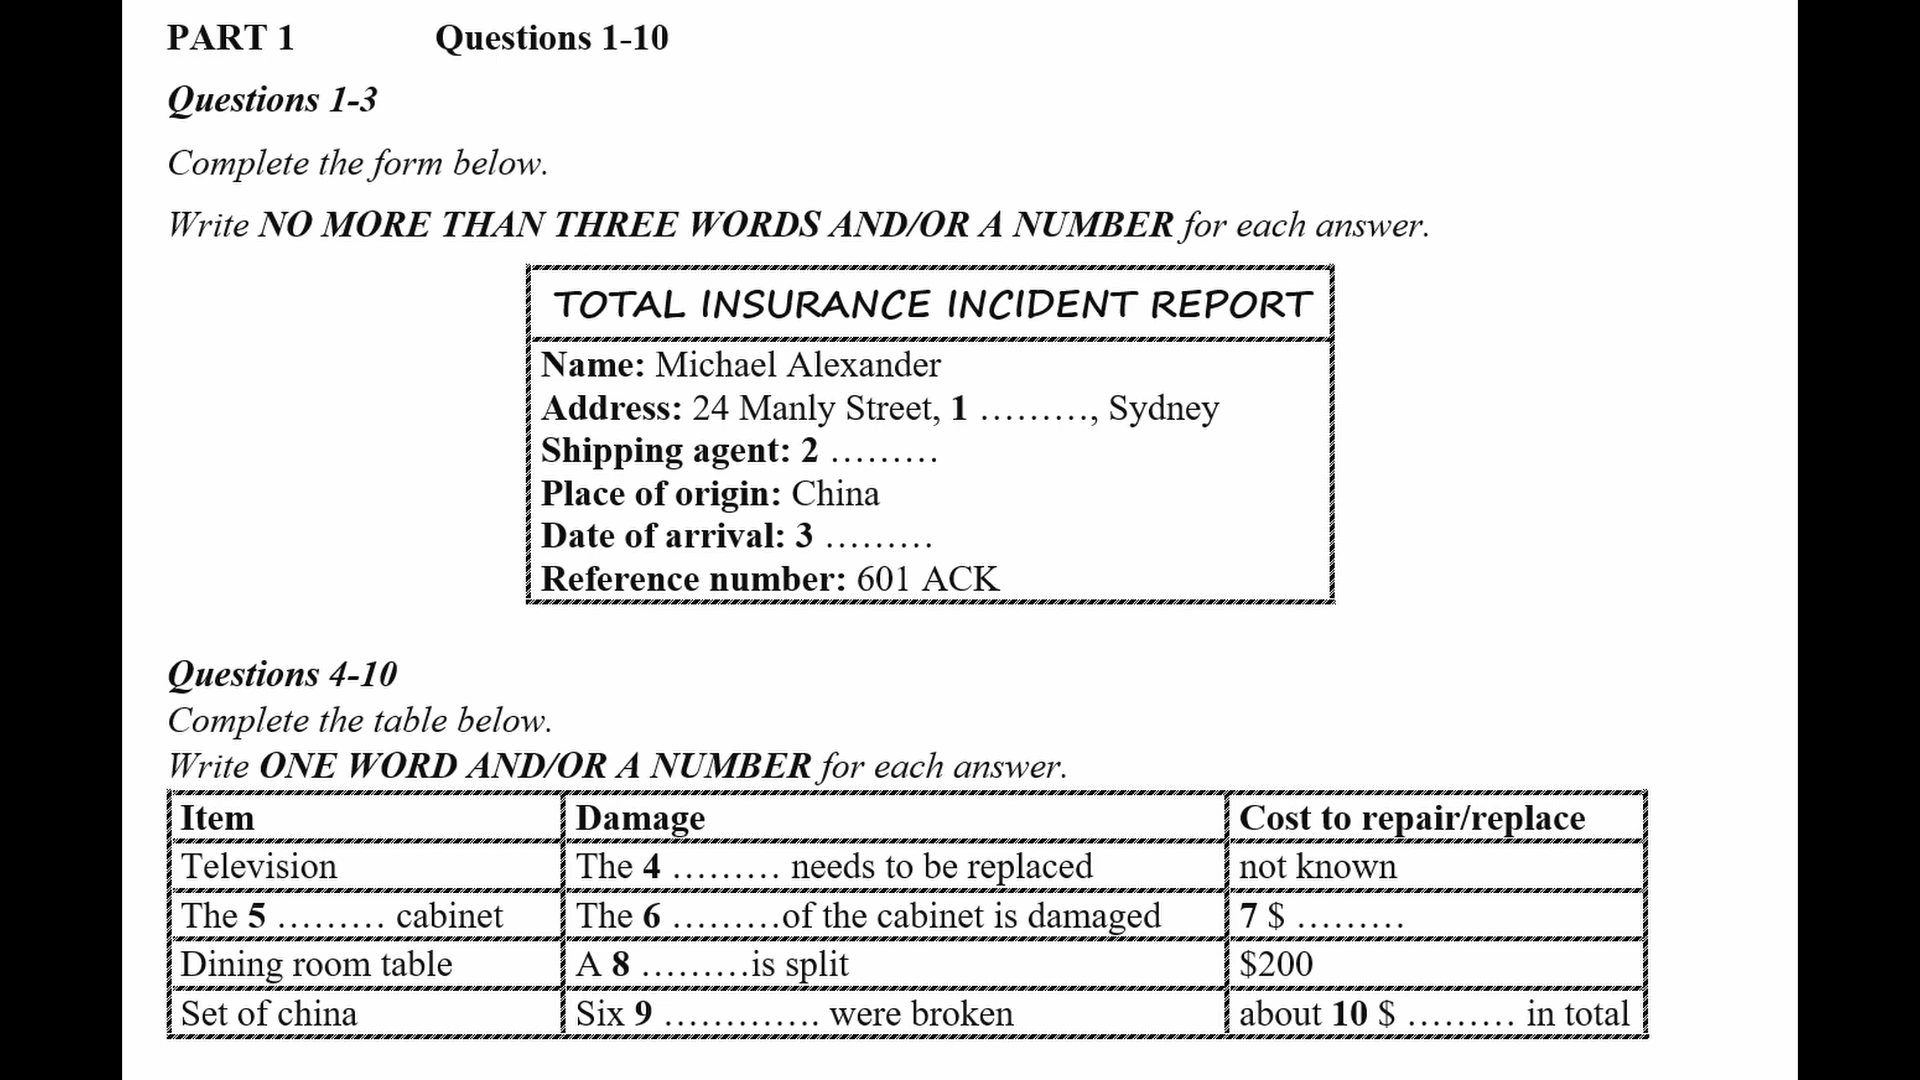 PART 1 Questions 1-10
Questions 1-3
Complete the form below.
Write NO MORE THAN THREE WORDS AND/OR A NUMBER for each answer.
TOTAL INSURANCE INCIDENT REPORT
Name: Michael Alexander
Address: 24 Manly Street, 1 ………, Sydney
Shipping agent: 2 ………
Place of origin: China
Date of arrival: 3 ………
Reference number: 601 ACK
Questions 4-10
Complete the table below.
Write ONE WORD AND/OR A NUMBER for each answer.
Item Damage Cost to repair/replace
Television The 4 ……… needs to be replaced not known
The 5 ……… cabinet The 6 ………of the cabinet is damaged 7 $ ………
Dining room table A 8 ………is split $200
Set of china Six 9 …………. were broken about 10 $ ……… in total